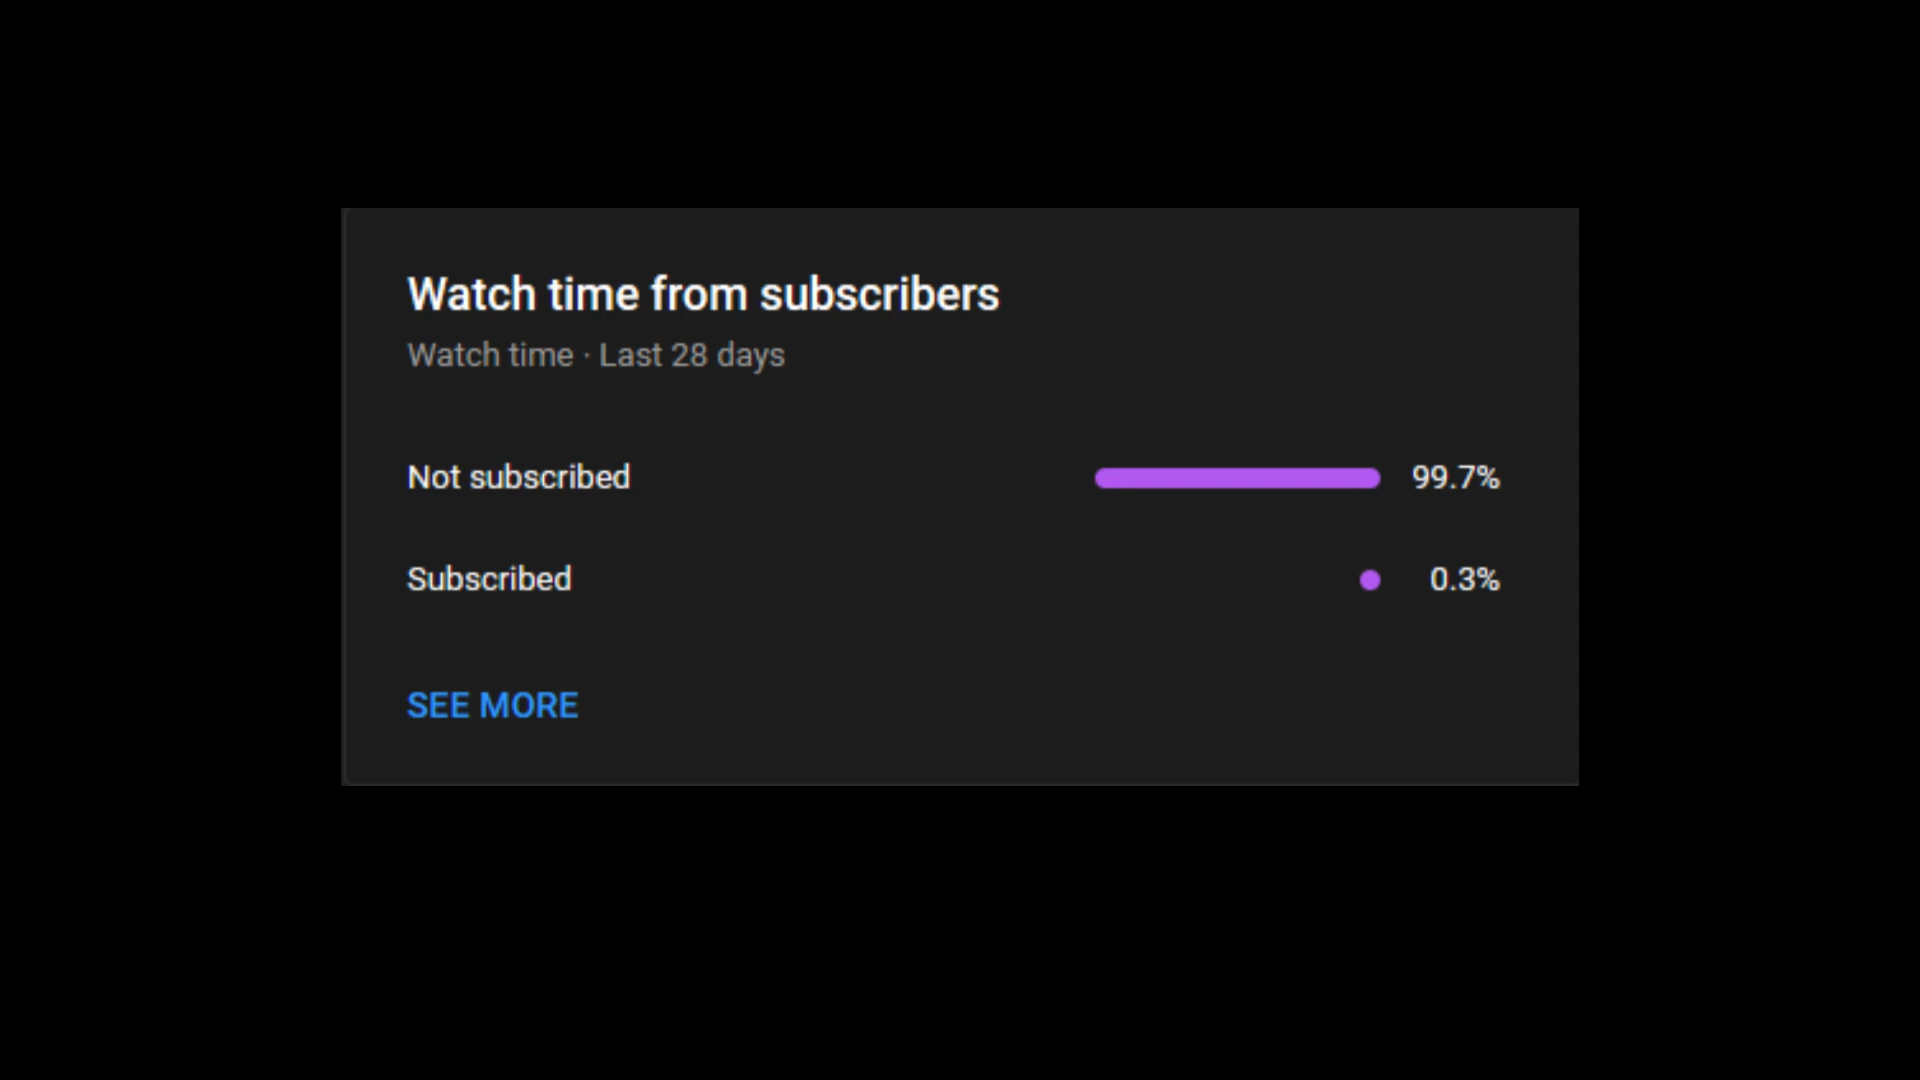 Watch time from subscribers
Watch time · Last 28 days
Not subscribed 99.7%
Subscribed 0.3%
SEE MORE